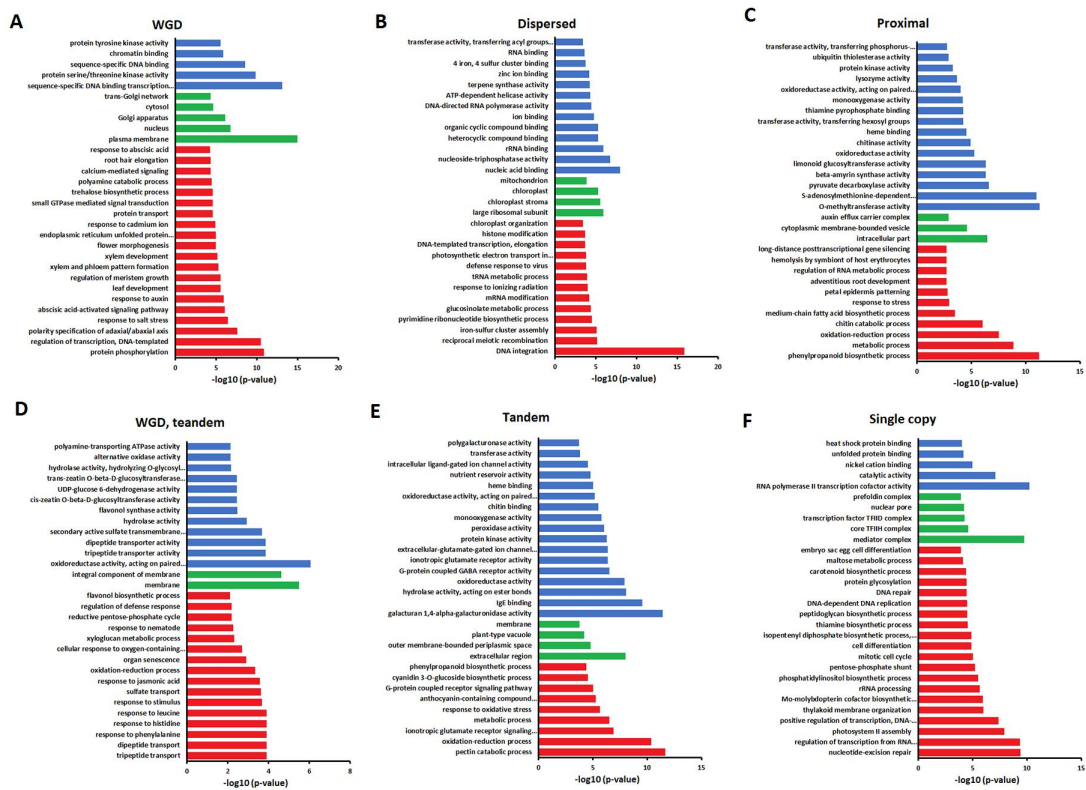 A
WGD
protein tyrosine kinase activity
chromatin binding
sequence-specific DNA binding
protein serine/threonine kinase activity
sequence-specific DNA binding transcription...
trans-Golgi network
cytosol
Golgi apparatus
nucleus
plasma membrane
response to abscisic acid
root hair elongation
calcium-mediated signaling
polyamine catabolic process
trehalose biosynthetic process
small GTPase mediated signal transduction
protein transport
response to cadmium ion
endoplasmic reticulum unfolded protein...
flower morphogenesis
xylem development
xylem and phloem pattern formation
regulation of meristem growth
leaf development
response to auxin
abscisic acid-activated signaling pathway
response to salt stress
polarity specification of adaxial/abaxial axis
regulation of transcription, DNA-templated
protein phosphorylation
0 5 10 15 20
-log10 (p-value)
B
Dispersed
transferase activity, transferring acyl groups...
RNA binding
4 iron, 4 sulfur cluster binding
zinc ion binding
terpene synthase activity
ATP-dependent helicase activity
DNA-directed RNA polymerase activity
ion binding
organic cyclic compound binding
heterocyclic compound binding
rRNA binding
nucleoside-triphosphatase activity
nucleic acid binding
mitochondrion
chloroplast
chloroplast stroma
large ribosomal subunit
chloroplast organization
histone modification
DNA-templated transcription, elongation
photosynthetic electron transport in...
defense response to virus
tRNA metabolic process
response to ionizing radiation
mRNA modification
glucosinolate metabolic process
pyrimidine ribonucleotide biosynthetic process
iron-sulfur cluster assembly
reciprocal meiotic recombination
DNA integration
0 5 10 15 20
-log10 (p-value)
C
Proximal
transferase activity, transferring phosphorus-...
ubiquitin thiolesterase activity
protein kinase activity
lysozyme activity
oxidoreductase activity, acting on paired...
monooxygenase activity
thiamine pyrophosphate binding
transferase activity, transferring hexosyl groups
heme binding
chitinase activity
oxidoreductase activity
limonoid glucosyltransferase activity
beta-amyrin synthase activity
pyruvate decarboxylase activity
S-adenosylmethionine-dependent...
O-methyltransferase activity
auxin efflux carrier complex
cytoplasmic membrane-bounded vesicle
intracellular part
long-distance posttranscriptional gene silencing
hemolysis by symbiont of host erythrocytes
regulation of RNA metabolic process
adventitious root development
petal epidermis patterning
response to stress
medium-chain fatty acid biosynthetic process
chitin catabolic process
oxidation-reduction process
metabolic process
phenylpropanoid biosynthetic process
0 5 10 15
-log10 (p-value)
D
WGD, teandem
polyamine-transporting ATPase activity
alternative oxidase activity
hydrolase activity, hydrolyzing O-glycosyl...
trans-zeatin O-beta-D-glucosyltransferase...
UDP-glucose 6-dehydrogenase activity
cis-zeatin O-beta-D-glucosyltransferase activity
flavonol synthase activity
hydrolase activity
secondary active sulfate transmembrane...
dipeptide transporter activity
tripeptide transporter activity
oxidoreductase activity, acting on paired...
integral component of membrane
membrane
flavonol biosynthetic process
regulation of defense response
reductive pentose-phosphate cycle
response to nematode
xyloglucan metabolic process
cellular response to oxygen-containing...
organ senescence
oxidation-reduction process
response to jasmonic acid
sulfate transport
response to stimulus
response to leucine
response to histidine
response to phenylalanine
dipeptide transport
tripeptide transport
0 2 4 6 8
-log10 (p-value)
E
Tandem
polygalacturonase activity
transferase activity
intracellular ligand-gated ion channel activity
nutrient reservoir activity
heme binding
oxidoreductase activity, acting on paired...
chitin binding
monooxygenase activity
peroxidase activity
protein kinase activity
extracellular-glutamate-gated ion channel...
ionotropic glutamate receptor activity
G-protein coupled GABA receptor activity
oxidoreductase activity
hydrolase activity, acting on ester bonds
IgE binding
galacturan 1,4-alpha-galacturonidase activity
membrane
plant-type vacuole
outer membrane-bounded periplasmic space
extracellular region
phenylpropanoid biosynthetic process
cyanidin 3-O-glucoside biosynthetic process
G-protein coupled receptor signaling pathway
anthocyanin-containing compound...
response to oxidative stress
metabolic process
ionotropic glutamate receptor signaling...
oxidation-reduction process
pectin catabolic process
0 5 10 15
-log10 (p-value)
F
Single copy
heat shock protein binding
unfolded protein binding
nickel cation binding
catalytic activity
RNA polymerase II transcription cofactor activity
prefoldin complex
nuclear pore
transcription factor TFIID complex
core TFIIH complex
mediator complex
embryo sac egg cell differentiation
maltose metabolic process
carotenoid biosynthetic process
protein glycosylation
DNA repair
DNA-dependent DNA replication
peptidoglycan biosynthetic process
thiamine biosynthetic process
isopentenyl diphosphate biosynthetic process,...
cell differentiation
mitotic cell cycle
pentose-phosphate shunt
phosphatidylinositol biosynthetic process
rRNA processing
Mo-molybdopterin cofactor biosynthetic...
thylakoid membrane organization
positive regulation of transcription, DNA-...
photosystem II assembly
regulation of transcription from RNA...
nucleotide-excision repair
0 5 10 15
-log10 (p-value)